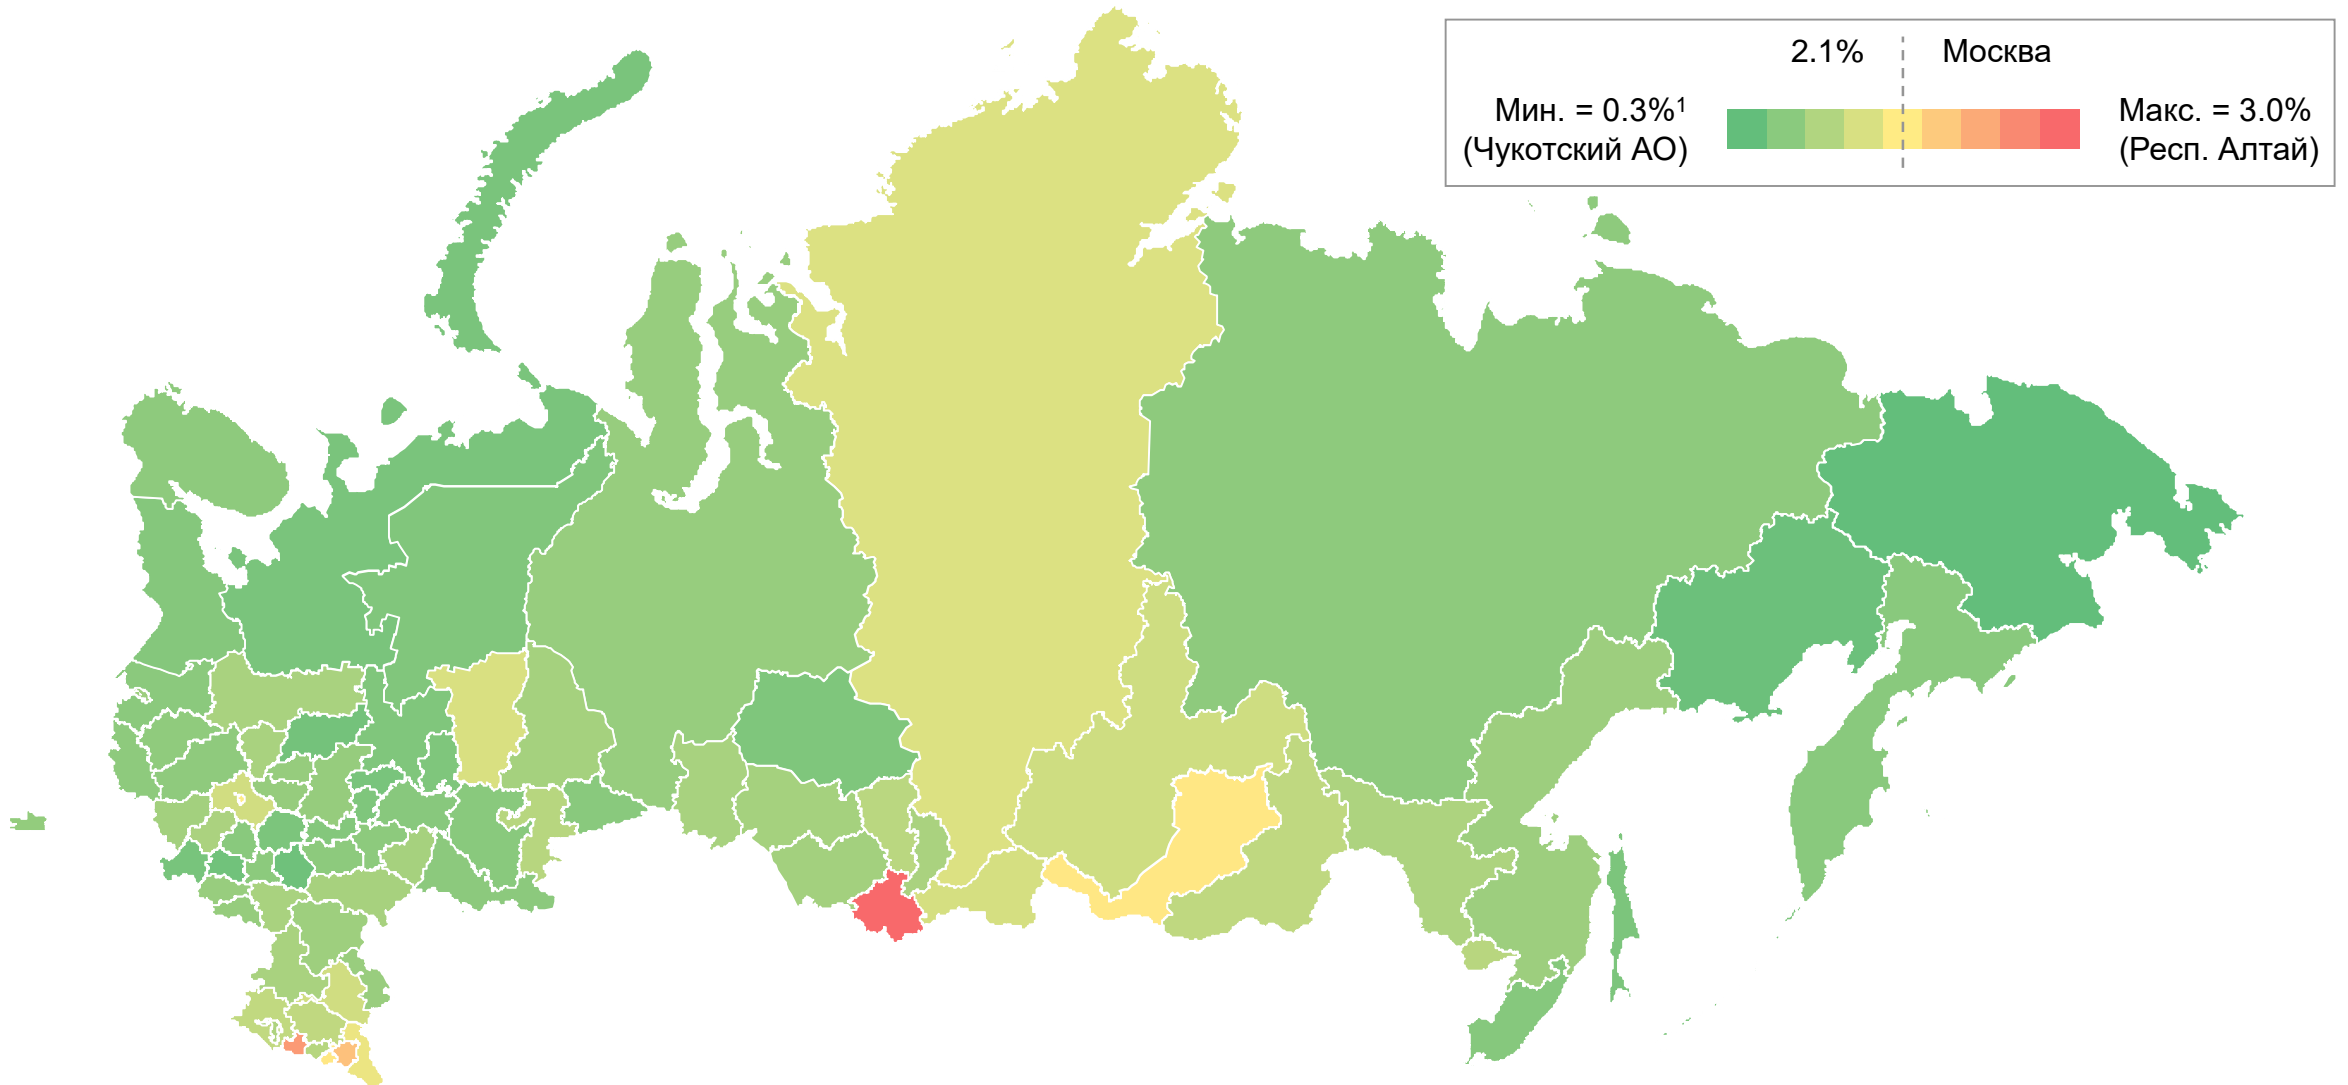 2.1% Москва
Мин. = 0.3%¹
(Чукотский АО)
Макс. = 3.0%
(Респ. Алтай)